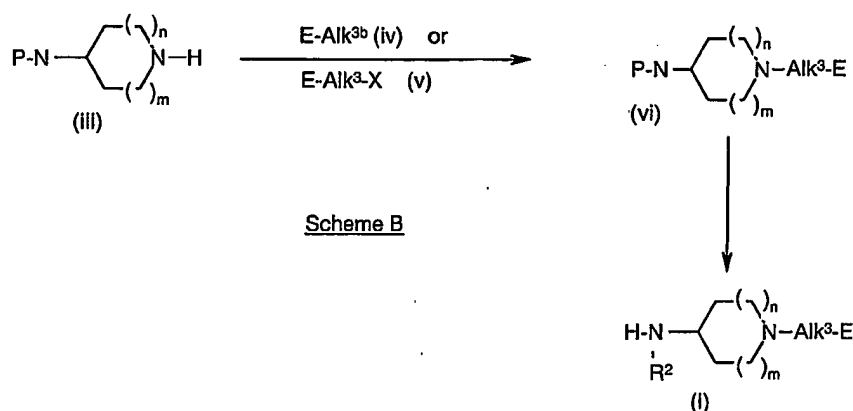 P-N ( )n N-H ( )m
(iii)
E-Alk³ᵇ (iv) or
E-Alk³-X (v)
P-N ( )n N-Alk³-E ( )m
(vi)
Scheme B
H-N ( )n N-Alk³-E ( )m
R²
(i)